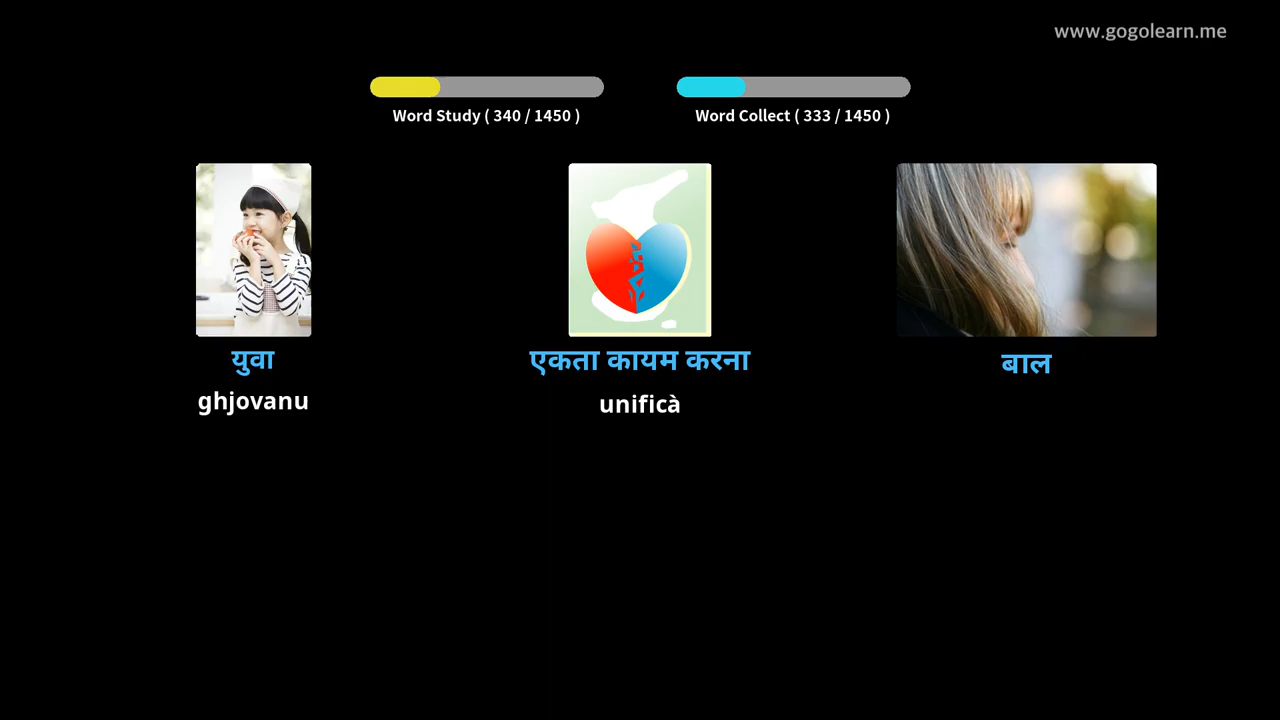 www.gogolearn.me
Word Study ( 340 / 1450 )
Word Collect ( 333 / 1450 )
युवा
ghjovanu
एकता कायम करना
unificà
बाल